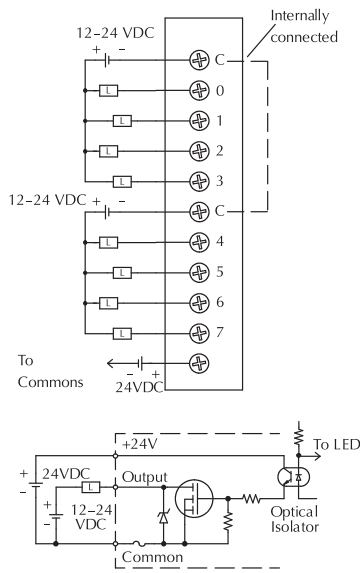 Internally
connected
12–24 VDC
+ –
C
L 0
L 1
L 2
L 3
12–24 VDC + –
C
L 4
L 5
L 6
L 7
To
Commons
– +
24VDC
+24V
To LED
+ 24VDC
–
L
Output
+ 12–24
– VDC
Optical
Isolator
Common